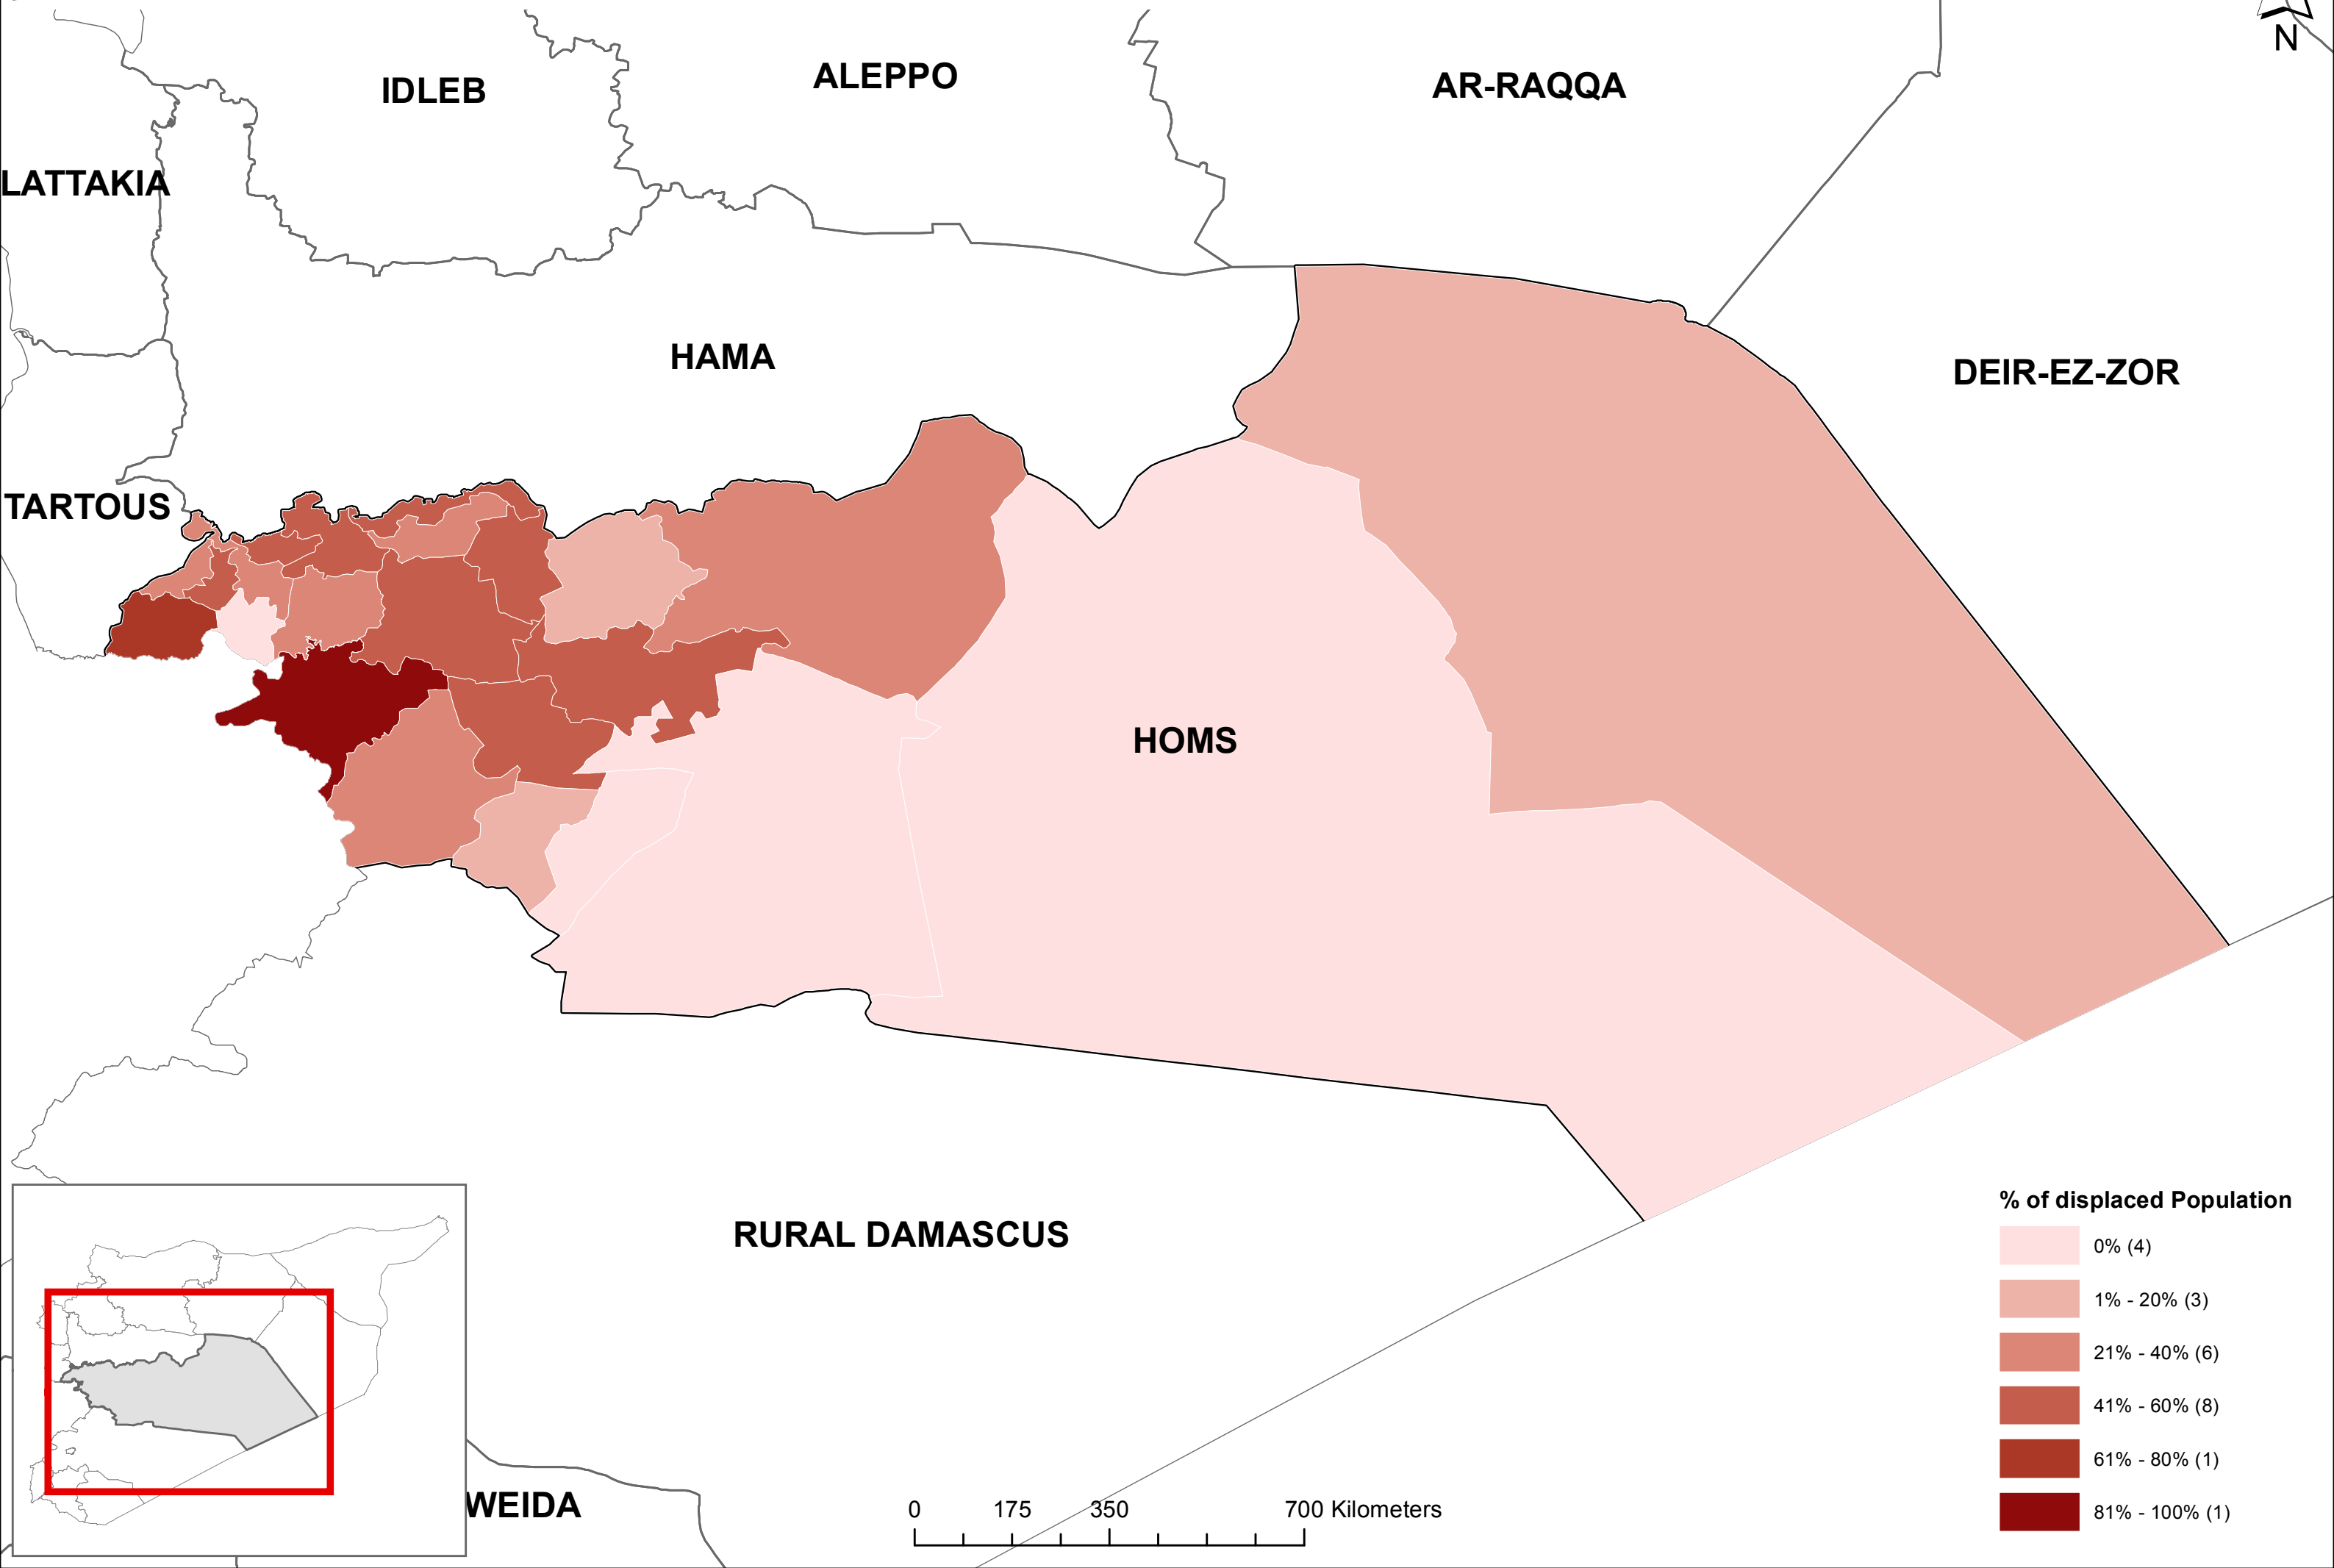 N
ALEPPO
AR-RAQQA
IDLEB
LATTAKIA
HAMA
DEIR-EZ-ZOR
TARTOUS
HOMS
RURAL DAMASCUS
% of displaced Population
0% (4)
1% - 20% (3)
21% - 40% (6)
41% - 60% (8)
61% - 80% (1)
81% - 100% (1)
WEIDA
0 175 350 700 Kilometers